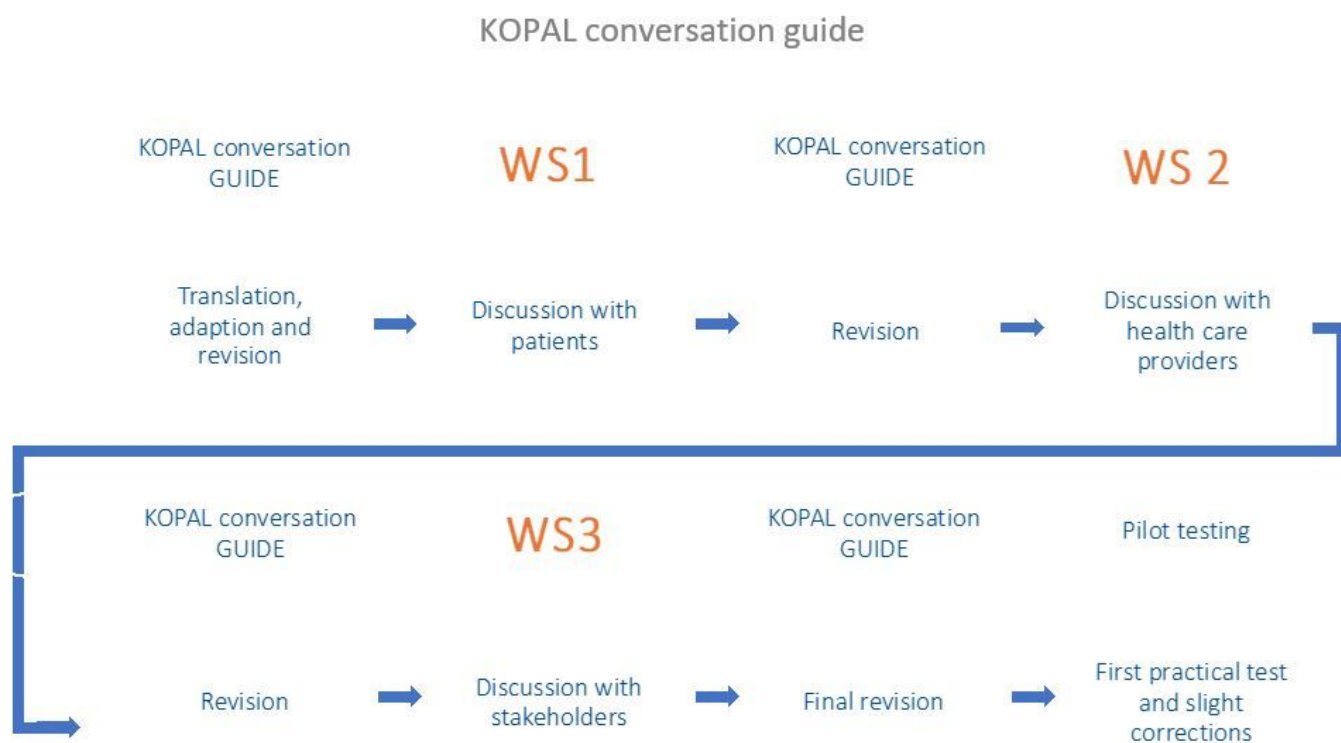 KOPAL conversation guide
KOPAL conversation
GUIDE
WS1
KOPAL conversation
GUIDE
WS 2
Translation,
adaption and
revision
Discussion with
patients
Revision
Discussion with
health care
providers
KOPAL conversation
GUIDE
WS3
KOPAL conversation
GUIDE
Pilot testing
Revision
Discussion with
stakeholders
Final revision
First practical test
and slight
corrections